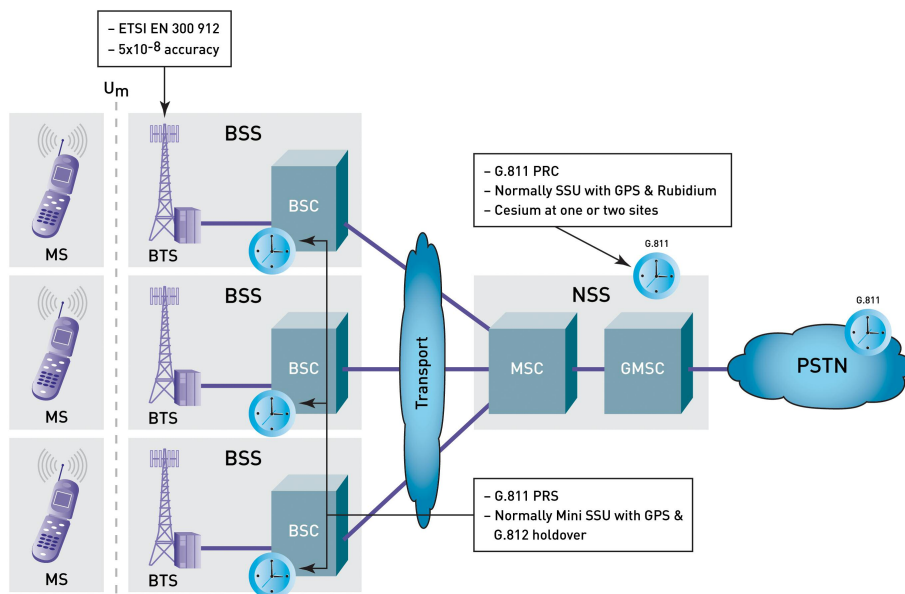 – ETSI EN 300 912
– 5x10-8 accuracy
Um
BSS
BSC
MS
BTS
BSS
BSC
MS
BTS
BSS
BSC
MS
BTS
Transport
– G.811 PRC
– Normally SSU with GPS & Rubidium
– Cesium at one or two sites
G.811
NSS
MSC
GMSC
G.811
PSTN
– G.811 PRS
– Normally Mini SSU with GPS &
G.812 holdover